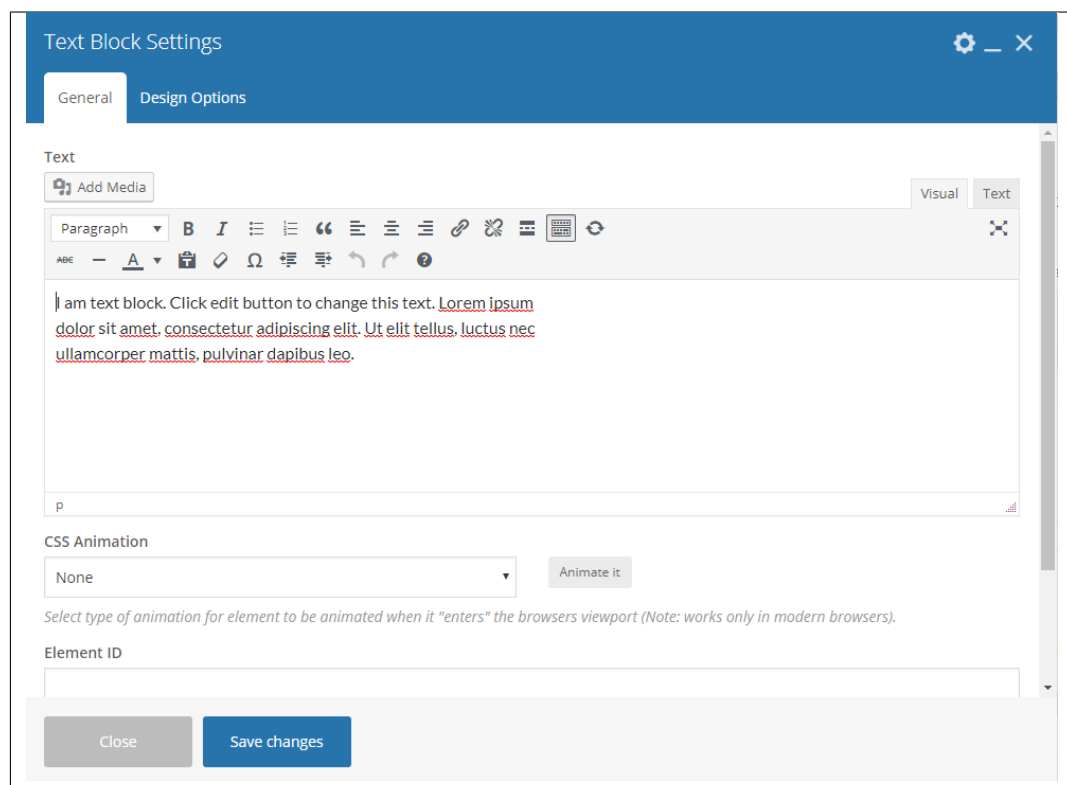 Text Block Settings
General Design Options
Text
Add Media
Visual Text
Paragraph B I
ABC A Ω
I am text block. Click edit button to change this text. Lorem ipsum
dolor sit amet, consectetur adipiscing elit. Ut elit tellus, luctus nec
ullamcorper mattis, pulvinar dapibus leo.
p
CSS Animation
None Animate it
Select type of animation for element to be animated when it "enters" the browsers viewport (Note: works only in modern browsers).
Element ID
Close Save changes